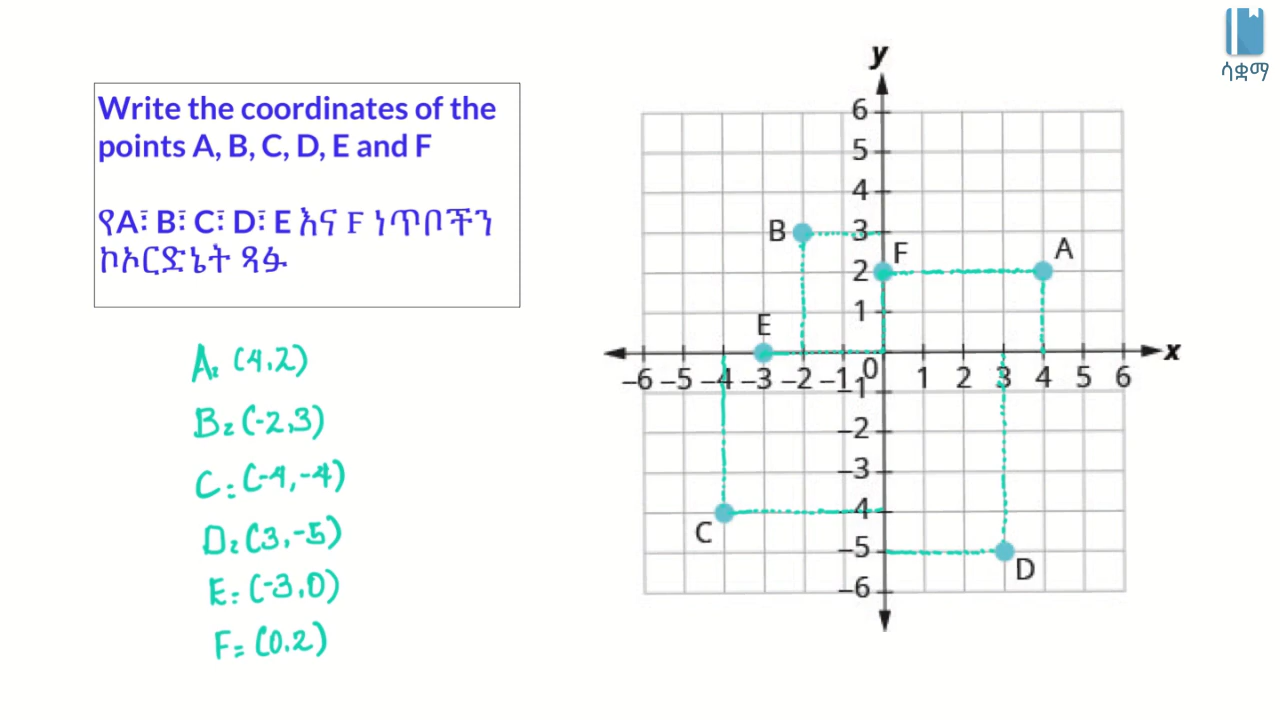 ሳቋማ
Write the coordinates of the
points A, B, C, D, E and F
የA፣ B፣ C፣ D፣ E እና F ነጥቦችን
ኮኦርድኔት ጻፉ
A: (4,2)
B: (-2,3)
C: (-4,-4)
D: (3,-5)
E: (-3,0)
F= (0,2)
y
6
5
4
B 3
F A
2
1
E
x
0
-6 -5 -4 -3 -2 -1 1 2 3 4 5 6
-1
-2
-3
-4
C
-5
D
-6